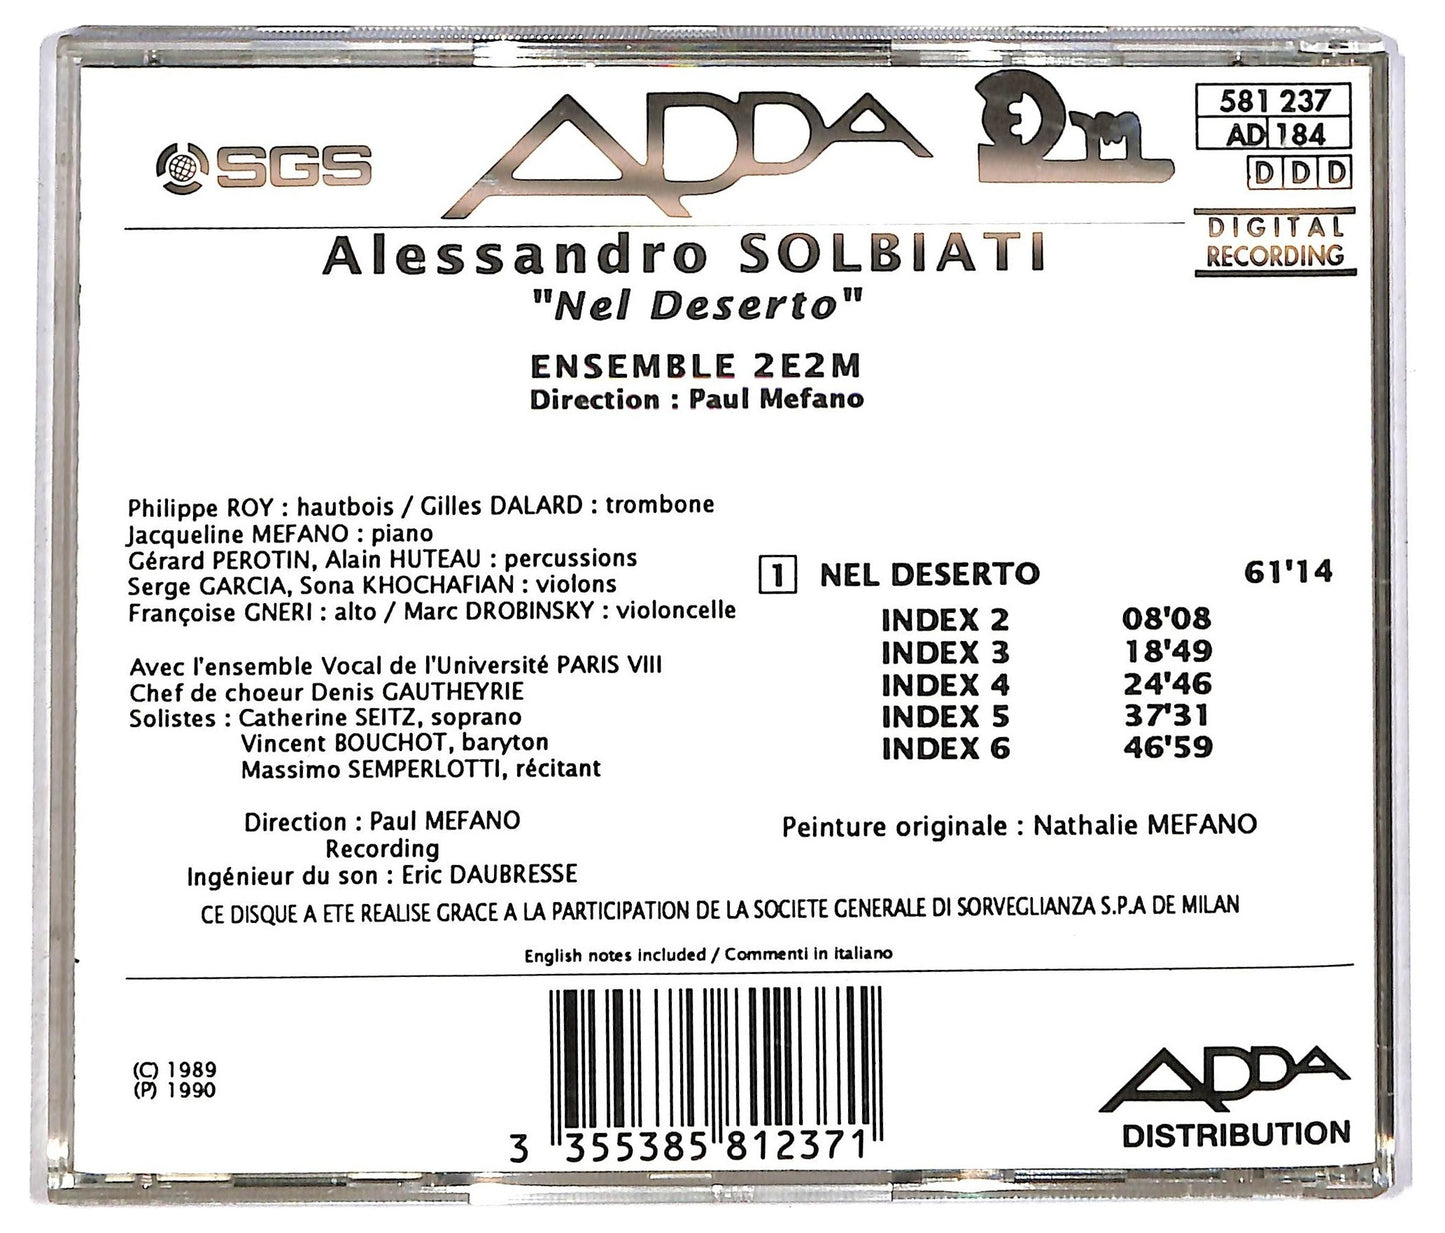 SGS
ADDA
2E2m
581 237
AD 184
D D D
DIGITAL
RECORDING
Alessandro SOLBIATI
"Nel Deserto"
ENSEMBLE 2E2M
Direction : Paul Mefano
Philippe ROY : hautbois / Gilles DALARD : trombone
Jacqueline MEFANO : piano
Gérard PEROTIN, Alain HUTEAU : percussions
Serge GARCIA, Sona KHOCHAFIAN : violons
Françoise GNERI : alto / Marc DROBINSKY : violoncelle
Avec l'ensemble Vocal de l'Université PARIS VIII
Chef de choeur Denis GAUTHEYRIE
Solistes : Catherine SEITZ, soprano
Vincent BOUCHOT, baryton
Massimo SEMPERLOTTI, récitant
Direction : Paul MEFANO
Recording
Ingénieur du son : Eric DAUBRESSE
1 NEL DESERTO 61'14
INDEX 2 08'08
INDEX 3 18'49
INDEX 4 24'46
INDEX 5 37'31
INDEX 6 46'59
Peinture originale : Nathalie MEFANO
CE DISQUE A ETE REALISE GRACE A LA PARTICIPATION DE LA SOCIETE GENERALE DI SORVEGLIANZA S.P.A DE MILAN
English notes included / Commenti in italiano
(C) 1989
(P) 1990
3 355385 812371
ADDA
DISTRIBUTION